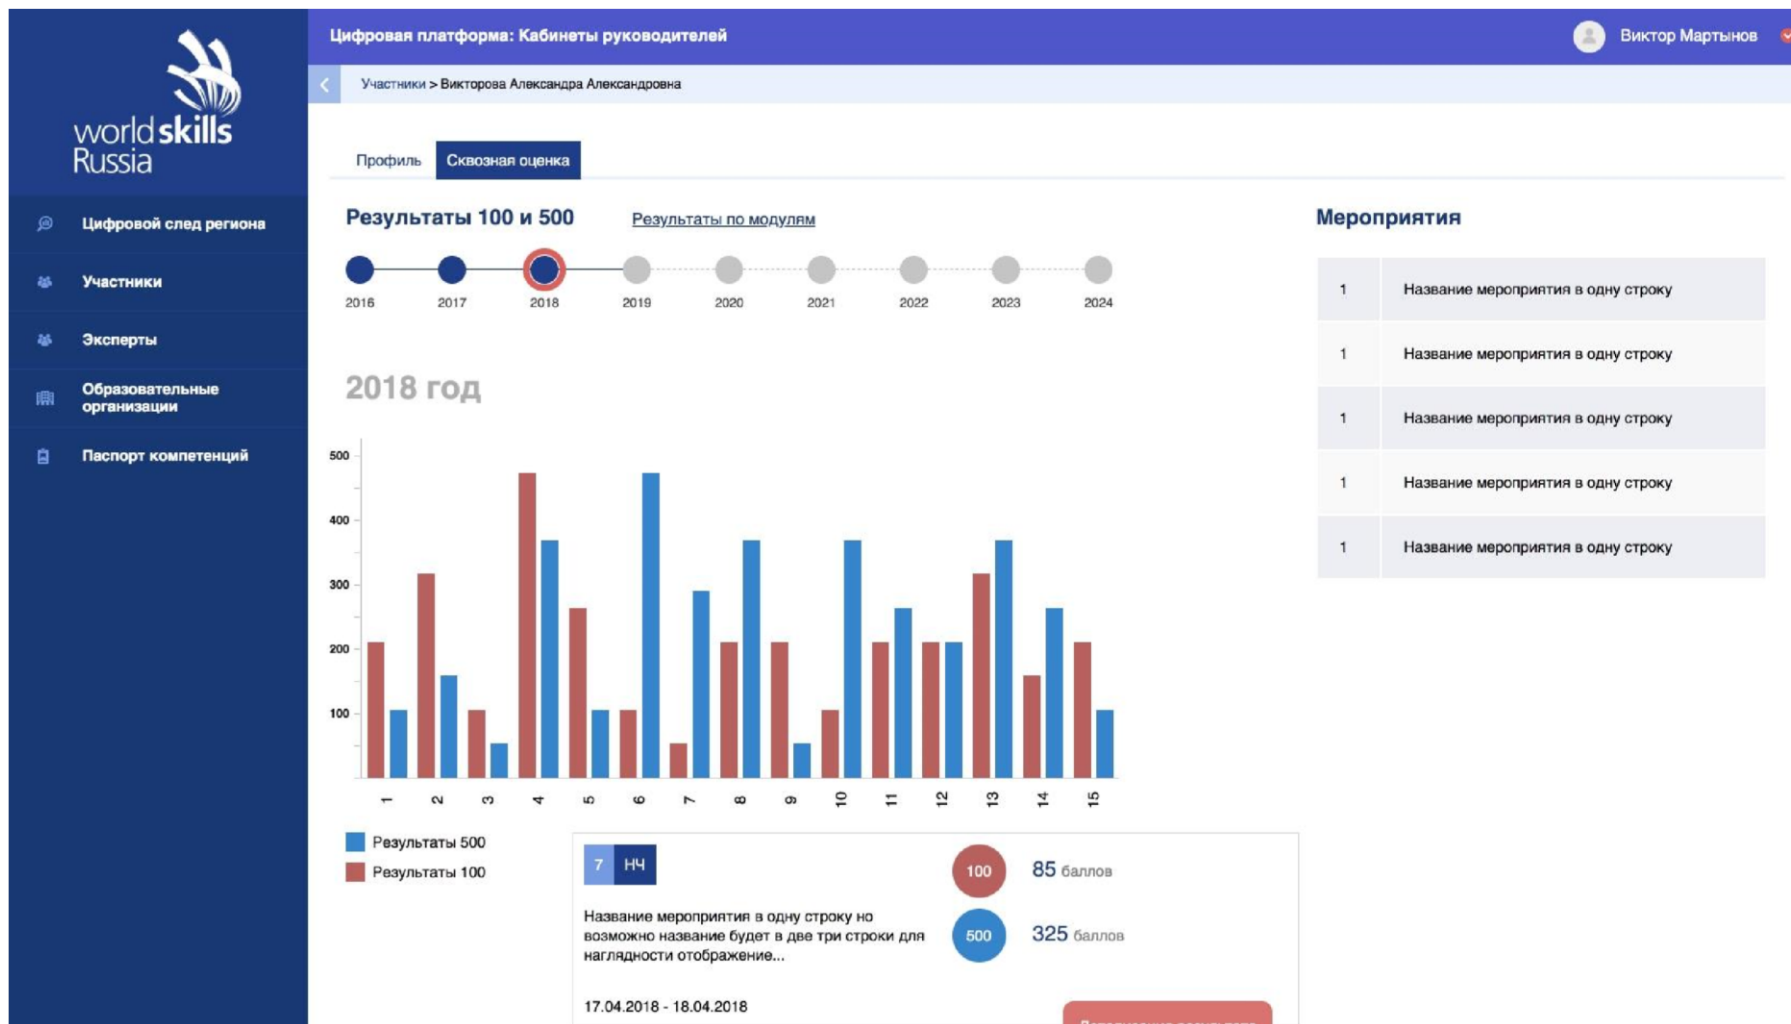 world skills
Russia
Цифровой след региона
Участники
Эксперты
Образовательные
организации
Паспорт компетенций
Цифровая платформа: Кабинеты руководителей
Виктор Мартынов
Участники > Викторова Александра Александровна
Профиль
Сквозная оценка
Результаты 100 и 500
Результаты по модулям
2016 2017 2018 2019 2020 2021 2022 2023 2024
2018 год
500
400
300
200
100
1 2 3 4 5 6 7 8 9 10 11 12 13 14 15
Результаты 500
Результаты 100
7 НЧ
Название мероприятия в одну строку но
возможно название будет в две три строки для
наглядности отображение...
17.04.2018 - 18.04.2018
100 85 баллов
500 325 баллов
Мероприятия
1 Название мероприятия в одну строку
1 Название мероприятия в одну строку
1 Название мероприятия в одну строку
1 Название мероприятия в одну строку
1 Название мероприятия в одну строку